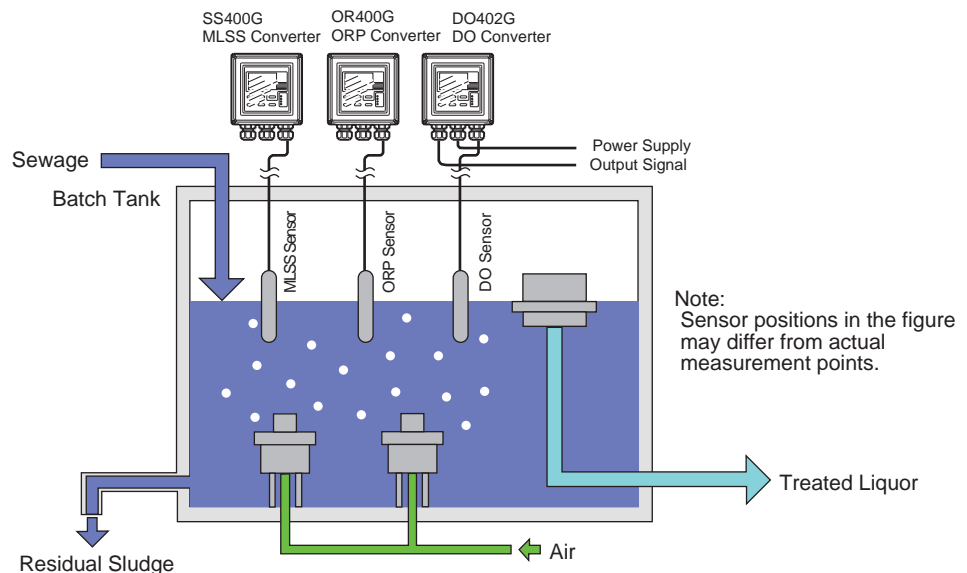 SS400G
MLSS Converter
OR400G
ORP Converter
DO402G
DO Converter
Power Supply
Output Signal
Sewage
Batch Tank
MLSS Sensor
ORP Sensor
DO Sensor
Note:
Sensor positions in the figure
may differ from actual
measurement points.
Treated Liquor
Air
Residual Sludge